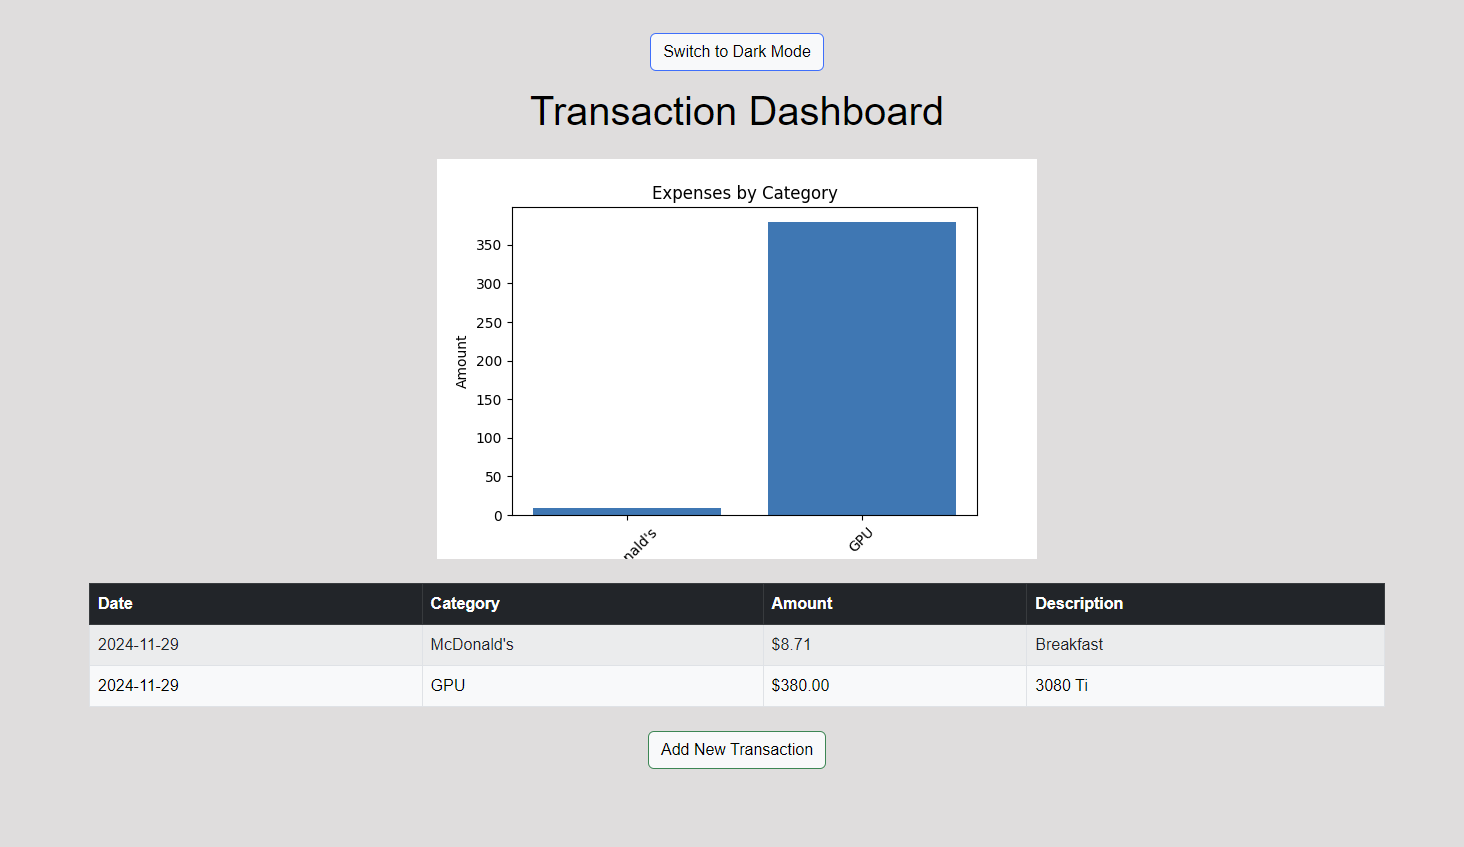 Switch to Dark Mode
Transaction Dashboard
Expenses by Category
Amount
350
300
250
200
150
100
50
0
nald's
GPU
Date Category Amount Description
2024-11-29 McDonald's $8.71 Breakfast
2024-11-29 GPU $380.00 3080 Ti
Add New Transaction